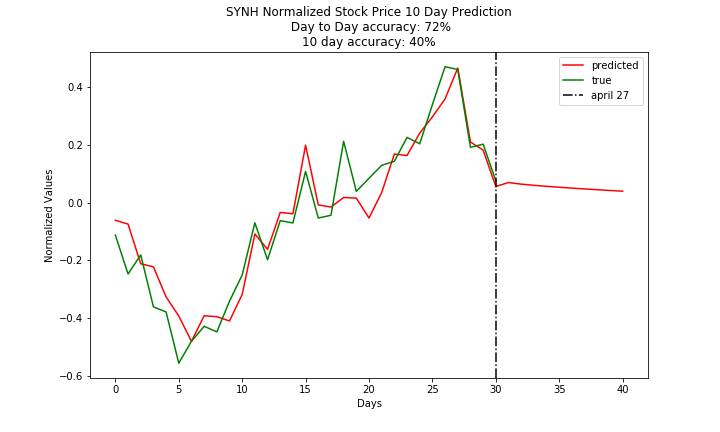 SYNH Normalized Stock Price 10 Day Prediction
Day to Day accuracy: 72%
10 day accuracy: 40%
predicted
true
april 27
Normalized Values
0.4
0.2
0.0
−0.2
−0.4
−0.6
0 5 10 15 20 25 30 35 40
Days